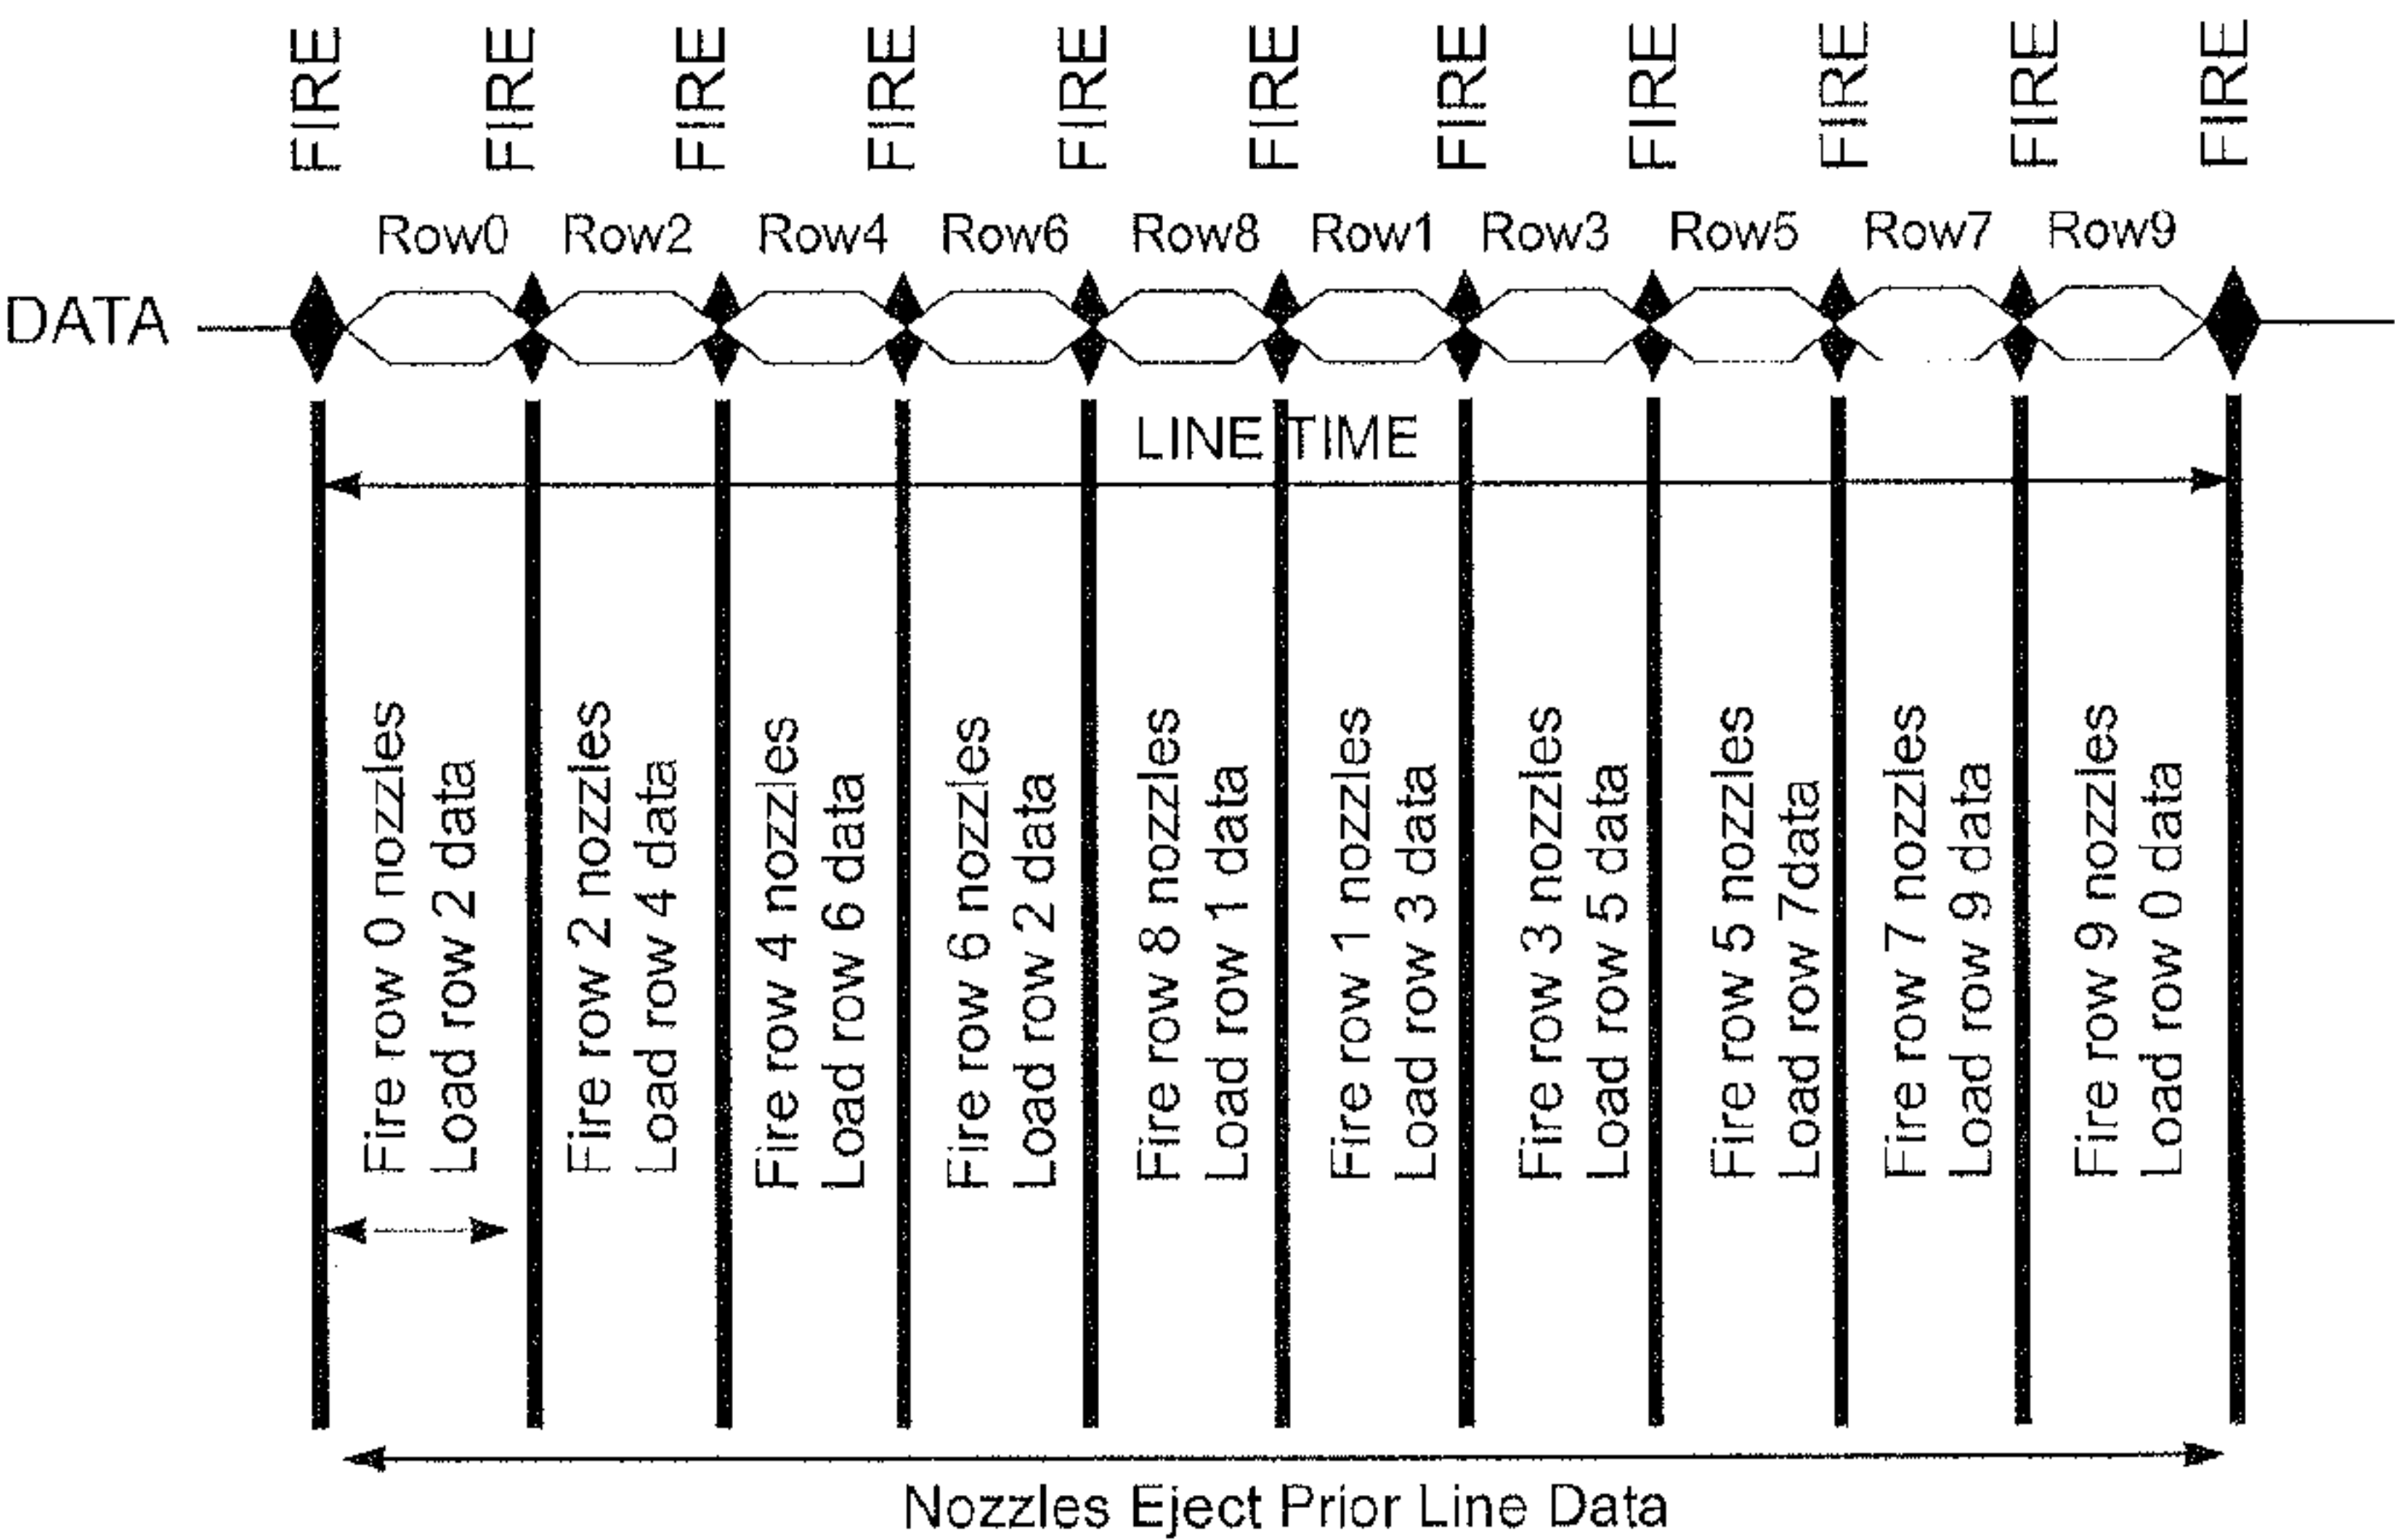 FIRE FIRE FIRE FIRE FIRE FIRE FIRE FIRE FIRE FIRE FIRE
Row0 Row2 Row4 Row6 Row8 Row1 Row3 Row5 Row7 Row9
DATA
LINE TIME
Fire row 0 nozzles
Load row 2 data
Fire row 2 nozzles
Load row 4 data
Fire row 4 nozzles
Load row 6 data
Fire row 6 nozzles
Load row 2 data
Fire row 8 nozzles
Load row 1 data
Fire row 1 nozzles
Load row 3 data
Fire row 3 nozzles
Load row 5 data
Fire row 5 nozzles
Load row 7data
Fire row 7 nozzles
Load row 9 data
Fire row 9 nozzles
Load row 0 data
Nozzles Eject Prior Line Data